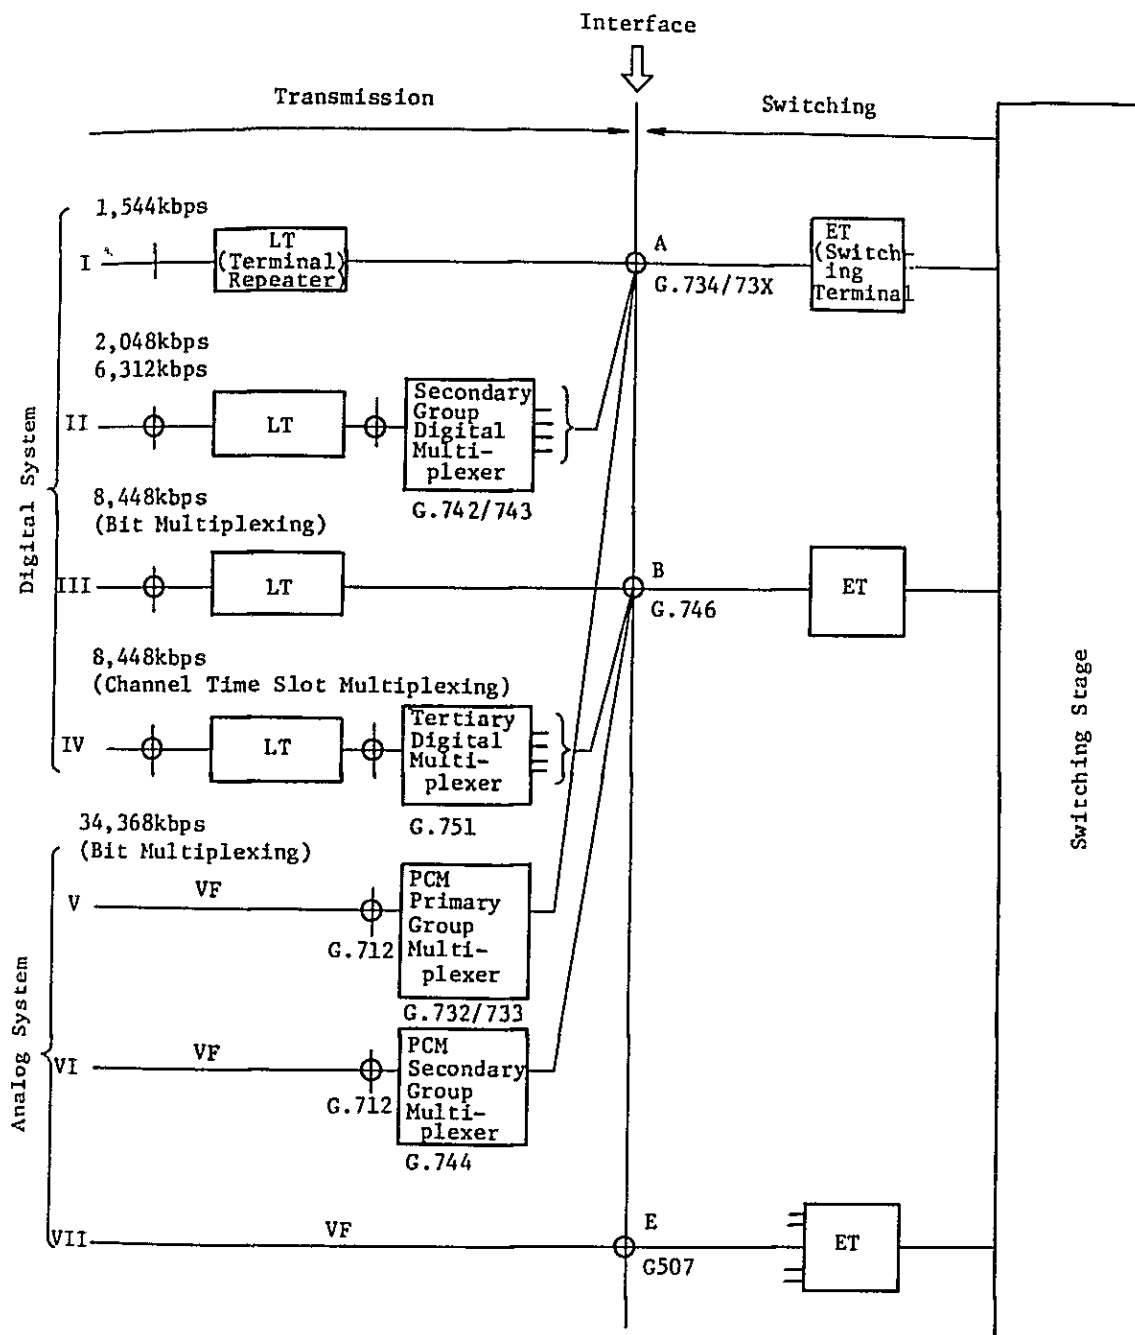 Interface
Transmission
Switching
1,544kbps
I
LT
(Terminal)
Repeater)
A
G.734/73X
ET
(Switch-
ing
Terminal
2,048kbps
6,312kbps
II
LT
Secondary
Group
Digital
Multi-
plexer
G.742/743
8,448kbps
(Bit Multiplexing)
III
LT
B
G.746
ET
8,448kbps
(Channel Time Slot Multiplexing)
IV
LT
Tertiary
Digital
Multi-
plexer
G.751
34,368kbps
(Bit Multiplexing)
V
VF
G.712
PCM
Primary
Group
Multi-
plexer
G.732/733
VI
VF
G.712
PCM
Secondary
Group
Multi-
plexer
G.744
VII
VF
E
G507
ET
Digital System
Analog System
Switching Stage